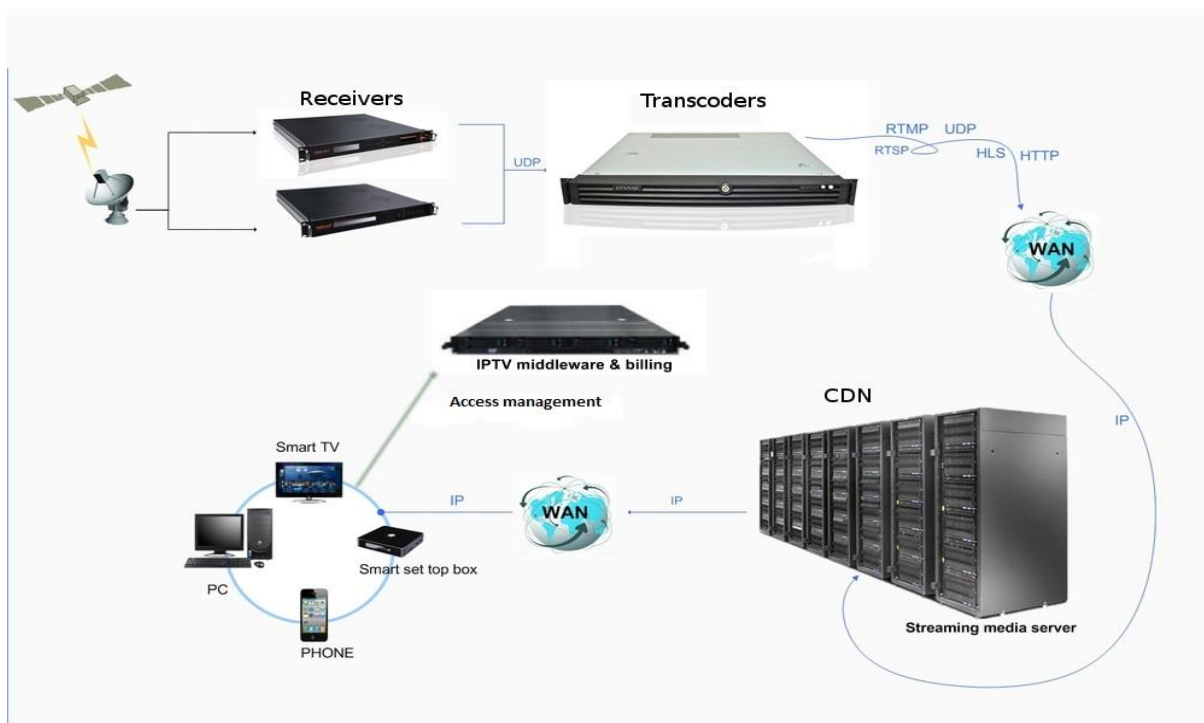 Receivers
Transcoders
UDP
RTMP UDP
RTSP
HLS HTTP
WAN
IPTV middleware & billing
Access management
CDN
IP
Smart TV
IP
WAN
IP
PC
Smart set top box
Streaming media server
PHONE